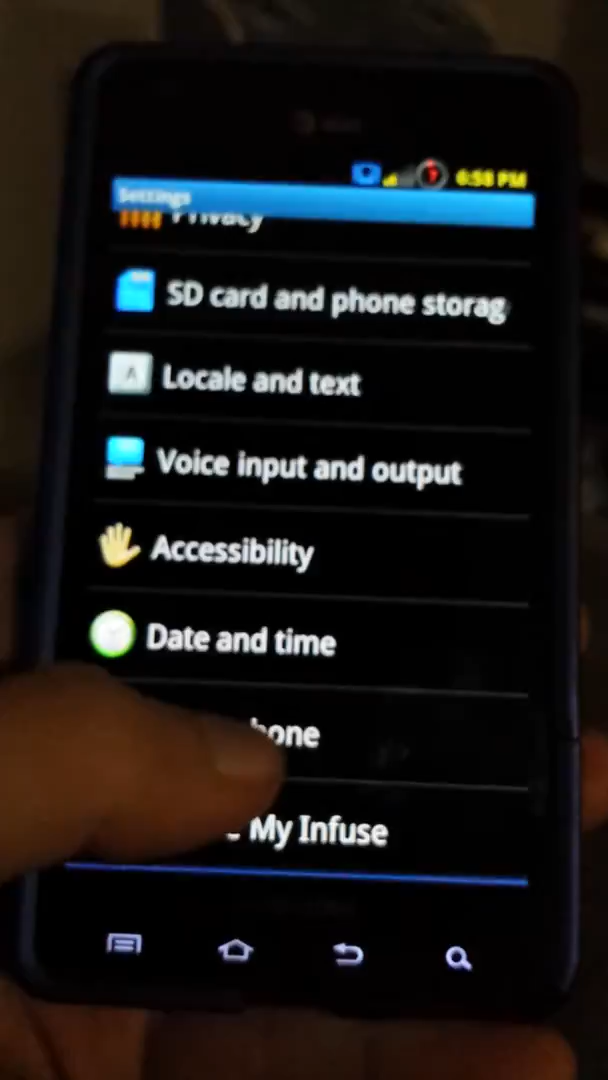 6:58 PM
Settings
Privacy
SD card and phone storag
A Locale and text
Voice input and output
Accessibility
Date and time
hone
e My Infuse